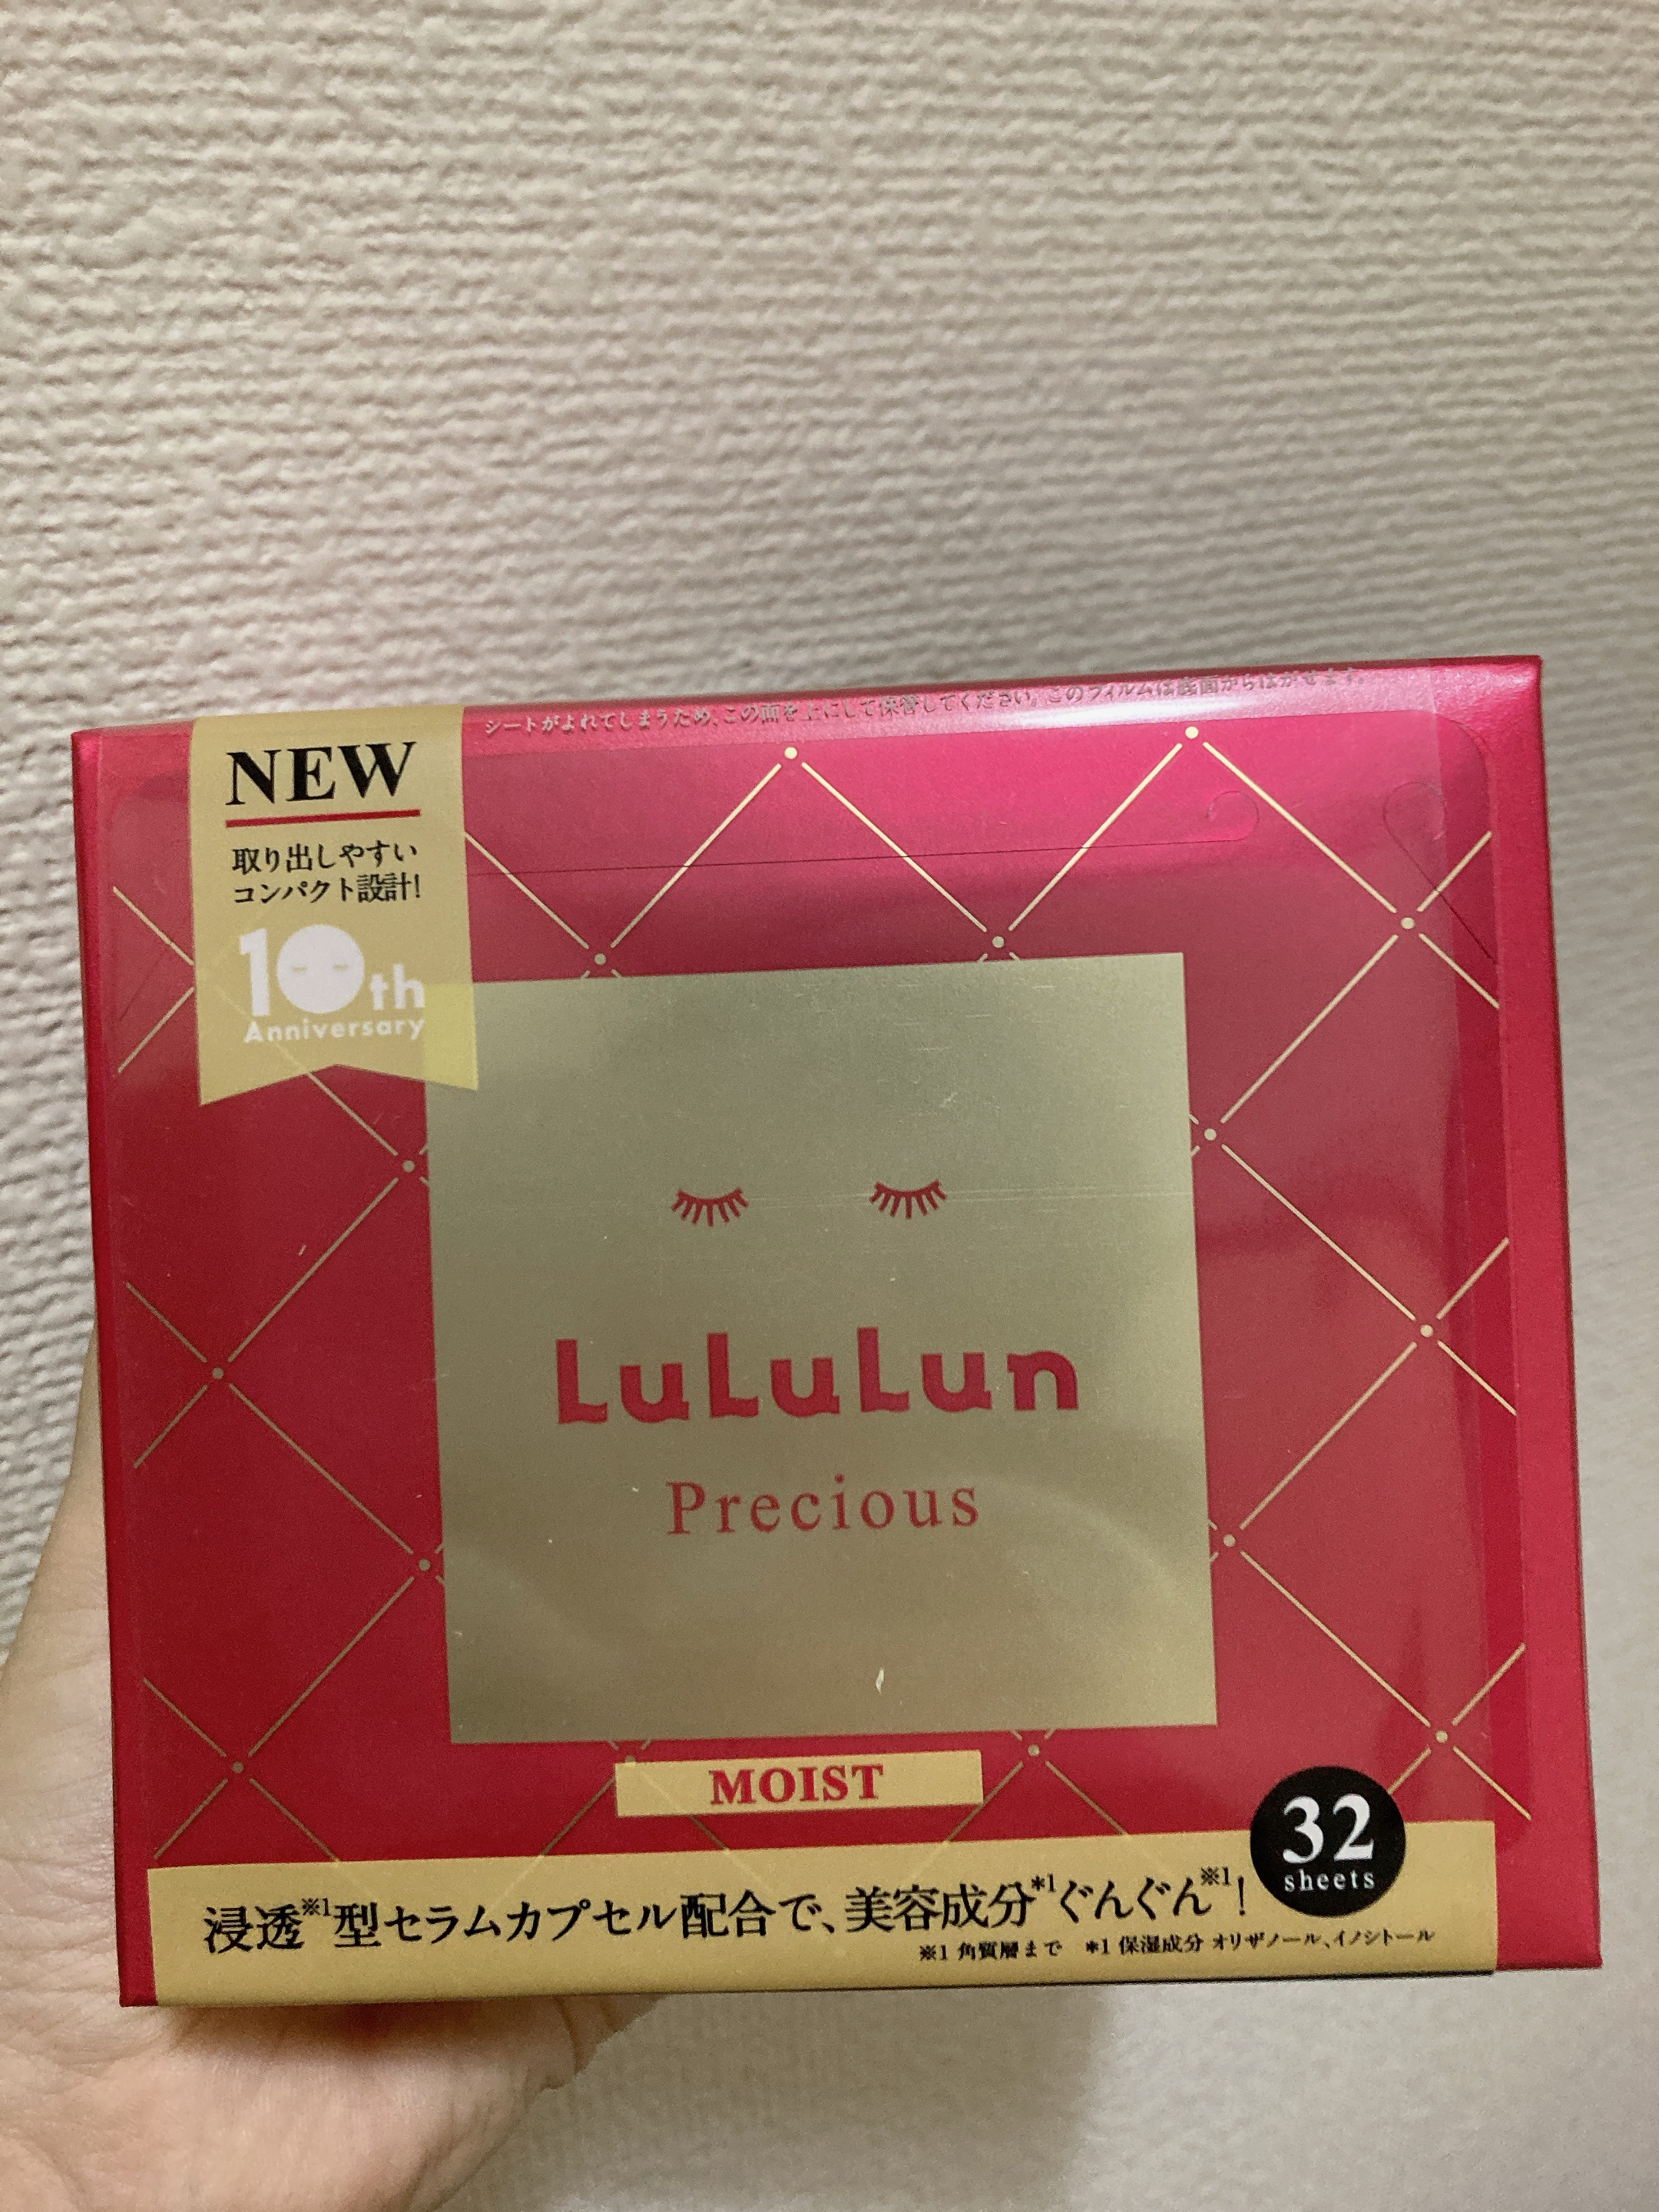 シートがよれてしまうため、この面を上にして保管してください。このフィルムは底面からはがせます。
NEW
取り出しやすい
コンパクト設計!
10th
Anniversary
LuLuLun
Precious
MOIST
32
sheets
浸透※1型セラムカプセル配合で、美容成分*1ぐんぐん※1!
※1 角質層まで *1 保湿成分 オリザノール、イノシトール